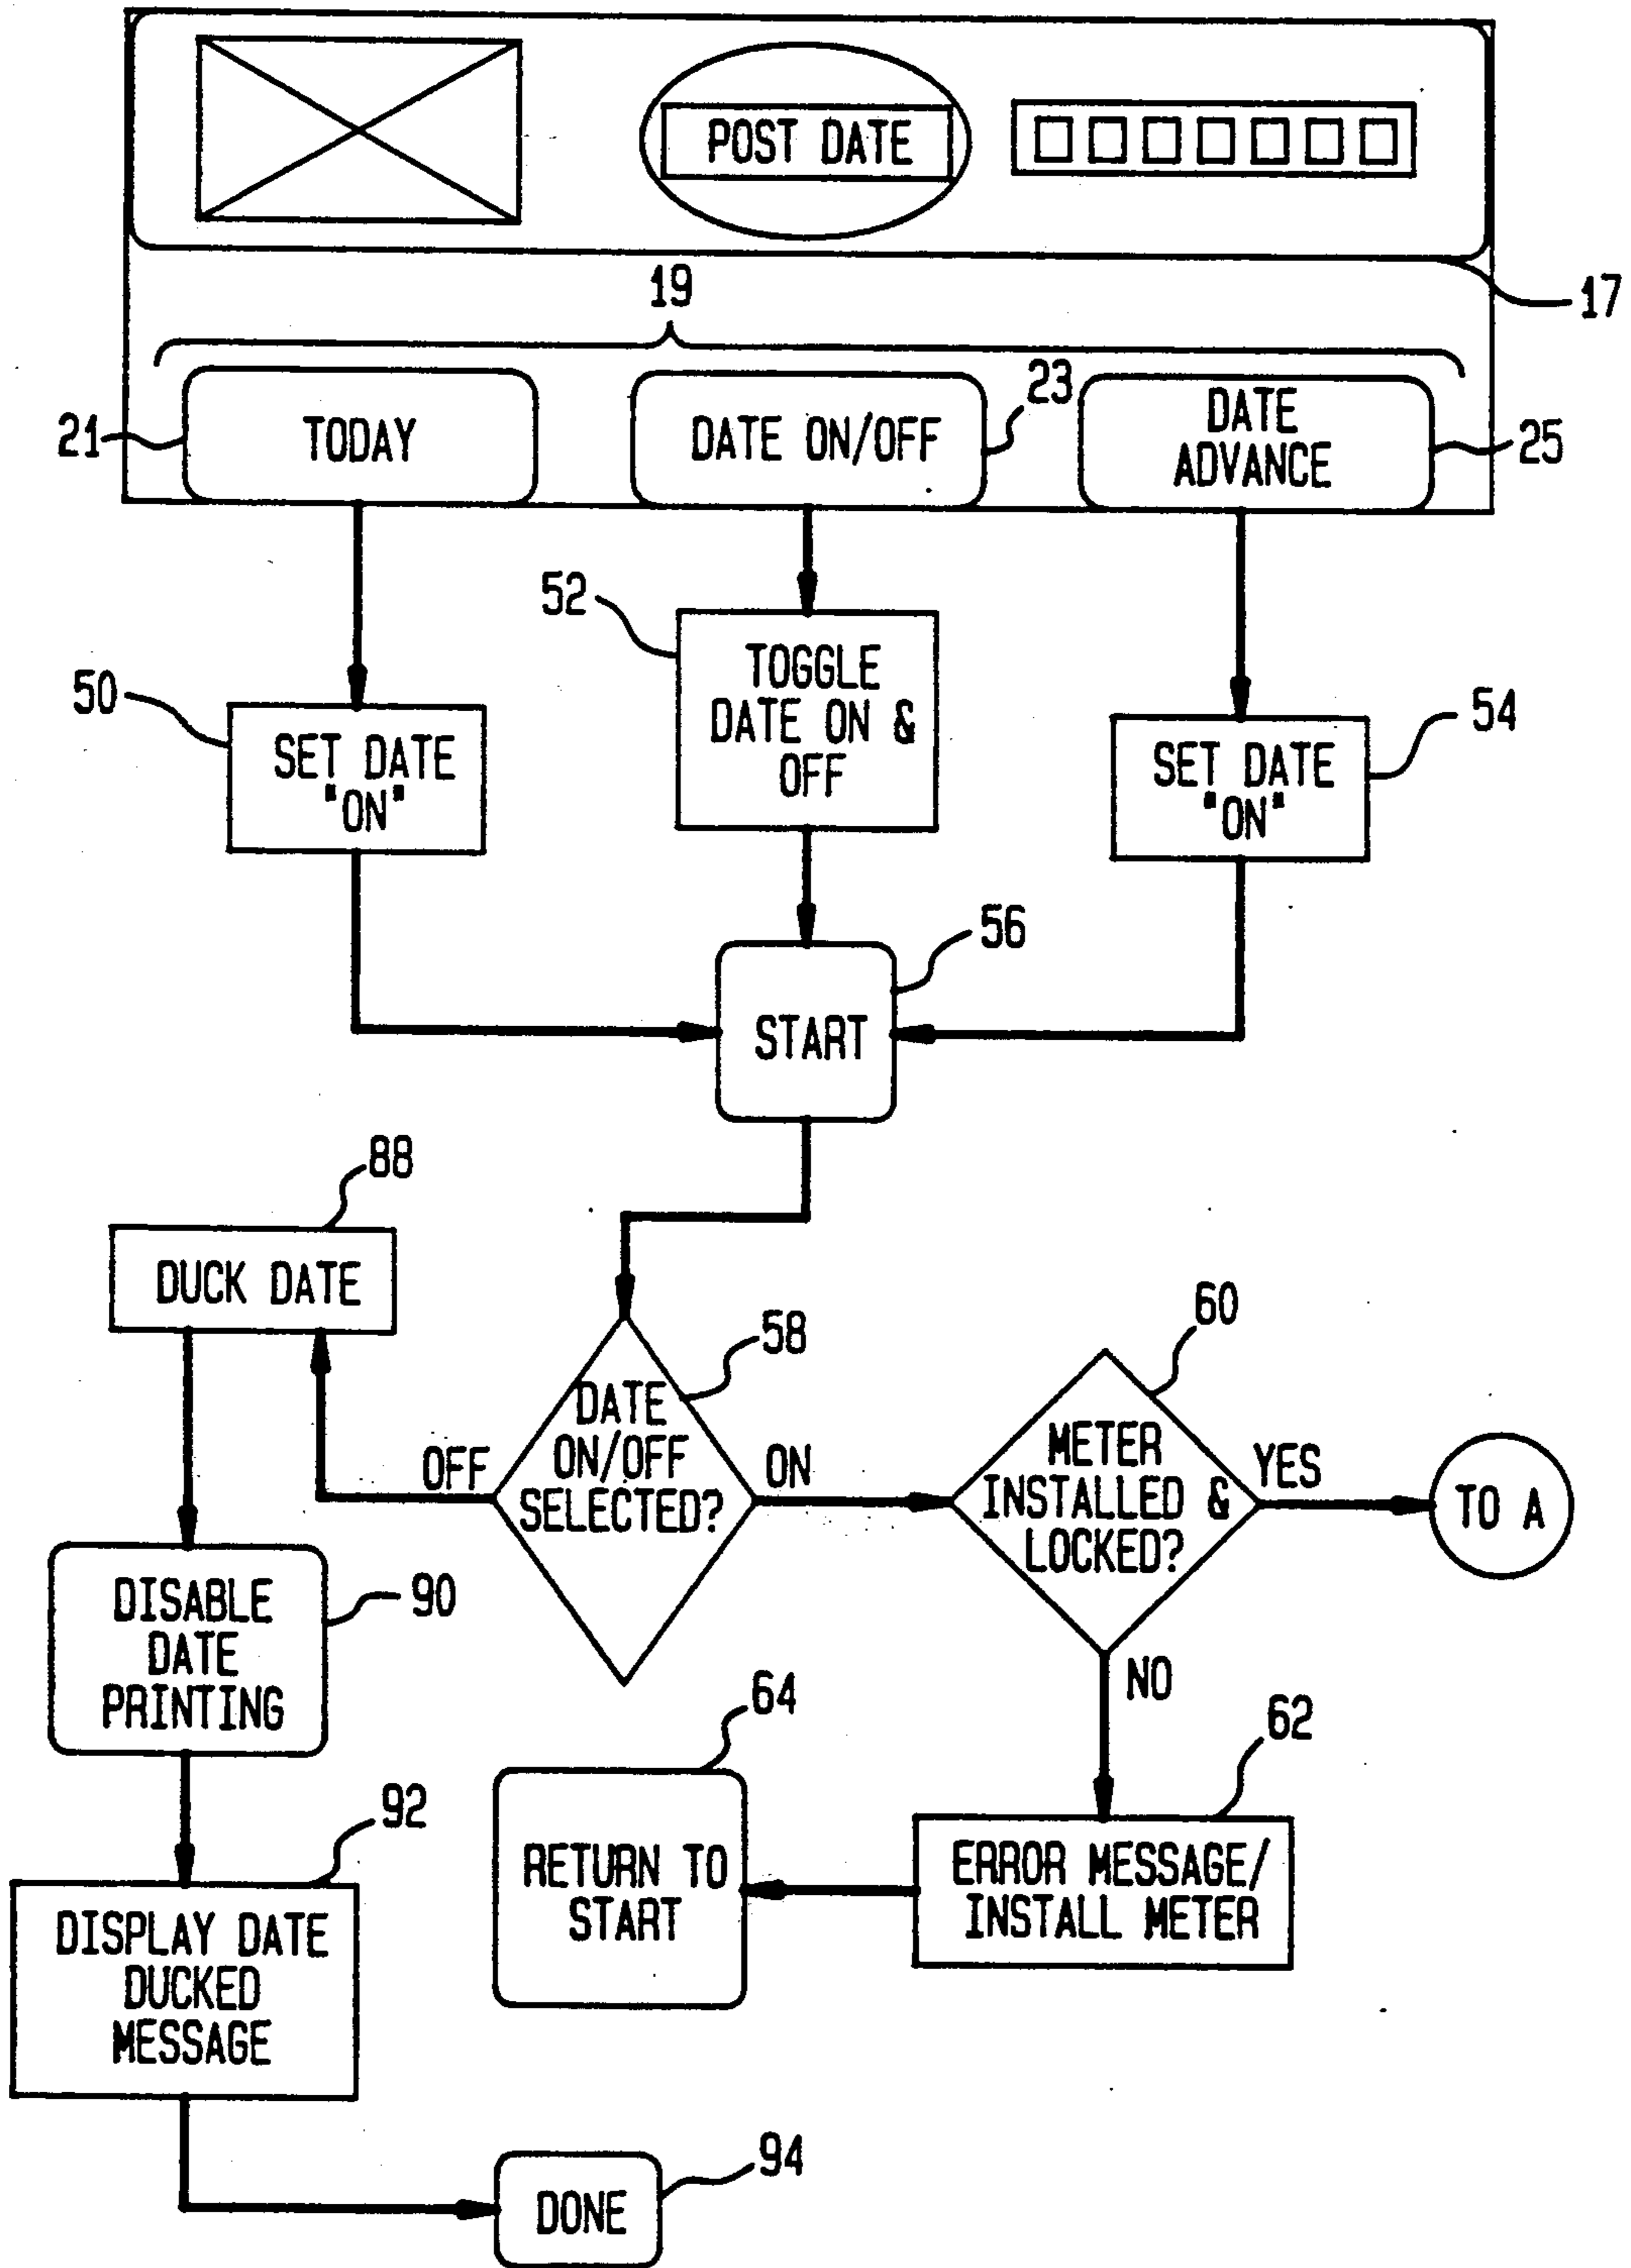 POST DATE
17
19
21
TODAY
DATE ON/OFF
23
DATE
ADVANCE
25
50
SET DATE
"ON"
52
TOGGLE
DATE ON &
OFF
54
SET DATE
"ON"
56
START
88
DUCK DATE
58
DATE
ON/OFF
SELECTED?
OFF
ON
60
METER
INSTALLED &
LOCKED?
YES
TO A
NO
90
DISABLE
DATE
PRINTING
64
RETURN TO
START
62
ERROR MESSAGE/
INSTALL METER
92
DISPLAY DATE
DUCKED
MESSAGE
94
DONE